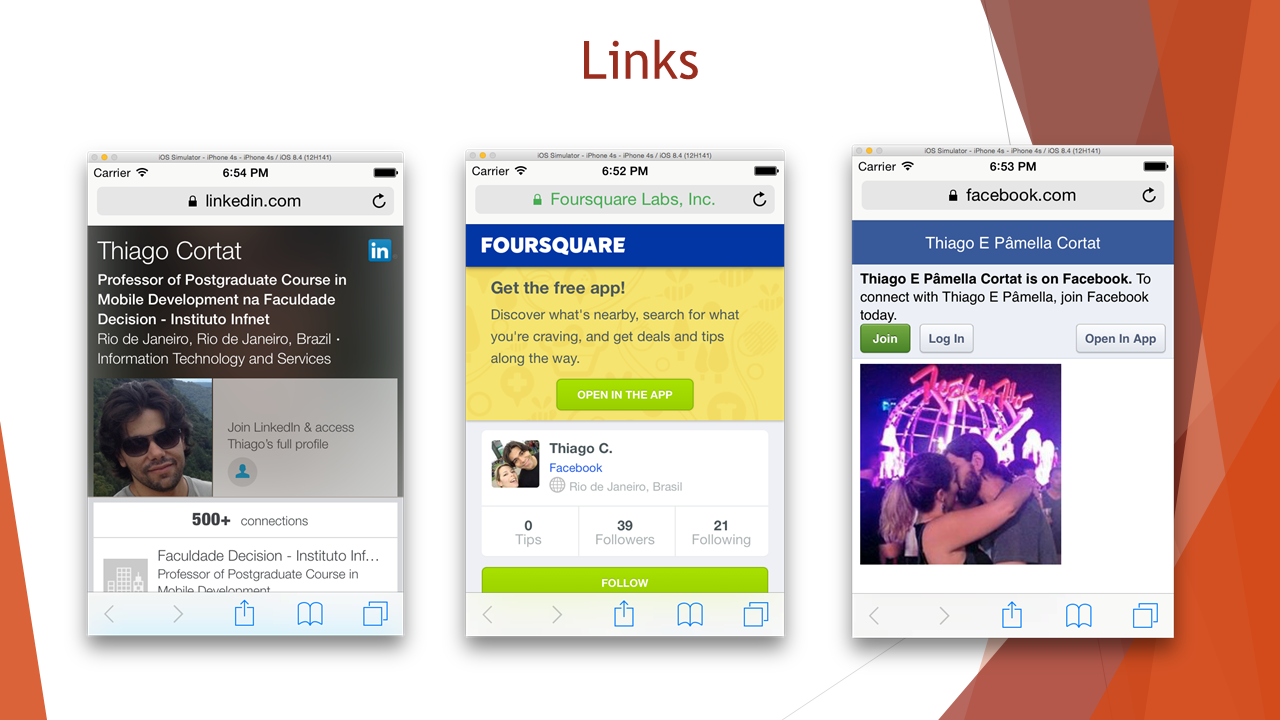 Links
iOS Simulator - iPhone 4s - iPhone 4s / iOS 8.4 (12H141)
Carrier 6:54 PM
linkedin.com
Thiago Cortat
in
Professor of Postgraduate Course in
Mobile Development na Faculdade
Decision - Instituto Infnet
Rio de Janeiro, Rio de Janeiro, Brazil ·
Information Technology and Services
Join LinkedIn & access
Thiago's full profile
500+ connections
Faculdade Decision - Instituto Inf...
Professor of Postgraduate Course in
Mobile Development
iOS Simulator - iPhone 4s - iPhone 4s / iOS 8.4 (12H141)
Carrier 6:52 PM
Foursquare Labs, Inc.
FOURSQUARE
Get the free app!
Discover what's nearby, search for what
you're craving, and get deals and tips
along the way.
OPEN IN THE APP
Thiago C.
Facebook
Rio de Janeiro, Brasil
0 39 21
Tips Followers Following
FOLLOW
iOS Simulator - iPhone 4s - iPhone 4s / iOS 8.4 (12H141)
Carrier 6:53 PM
facebook.com
Thiago E Pâmella Cortat
Thiago E Pâmella Cortat is on Facebook. To
connect with Thiago E Pâmella, join Facebook
today.
Join Log In Open In App
Rock in Rio